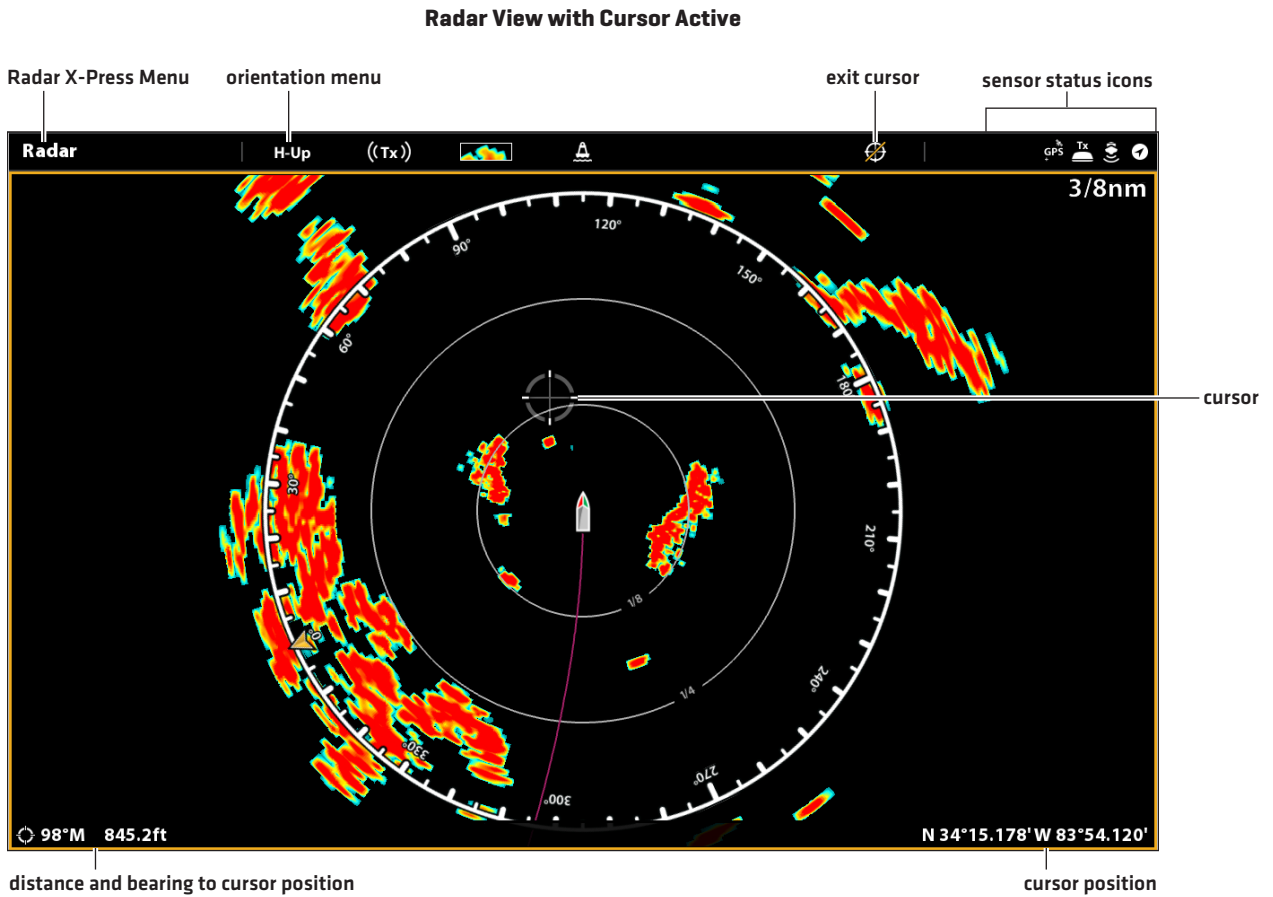 Radar View with Cursor Active
Radar X-Press Menu
orientation menu
exit cursor
sensor status icons
Radar
H-Up
((Tx))
GPS
Tx
3/8nm
120°
90°
150°
60°
180
cursor
30°
210°
1/8
0°
240°
1/4
330°
270°
300°
98°M 845.2ft
N 34°15.178' W 83°54.120'
distance and bearing to cursor position
cursor position